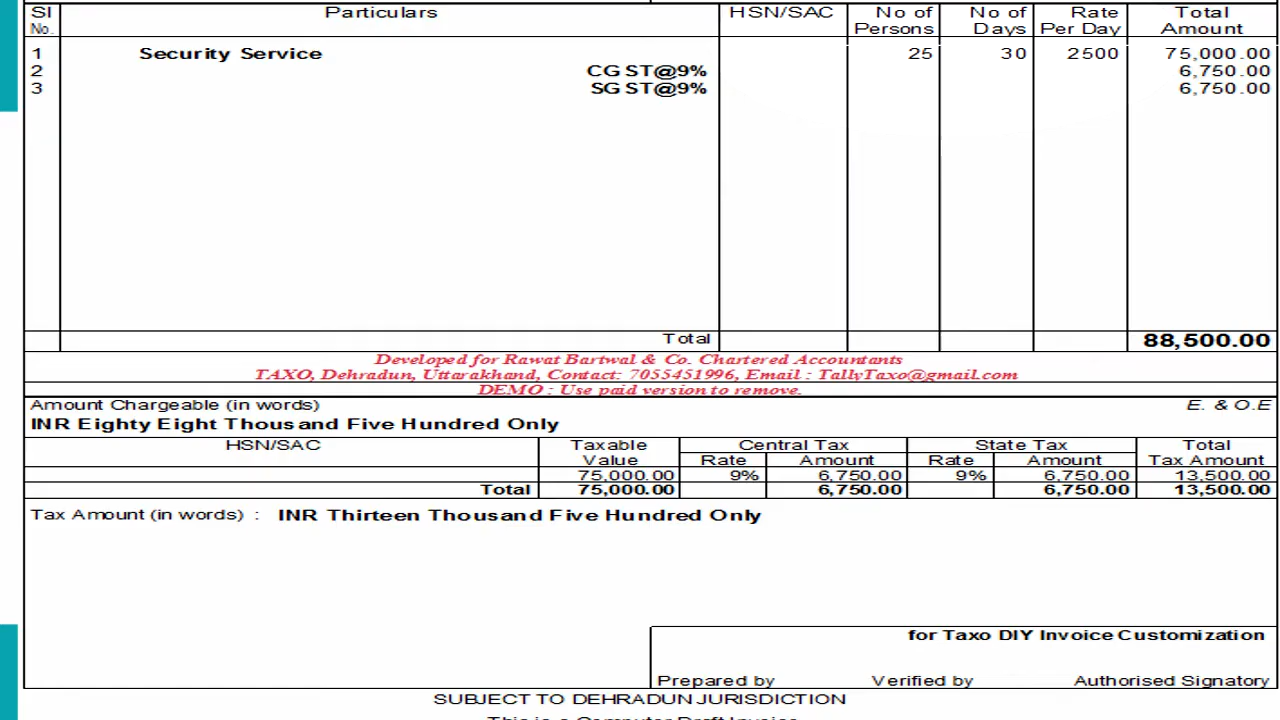 Sl No. Particulars HSN/SAC No of Persons No of Days Rate Per Day Total Amount
1 Security Service 25 30 2500 75,000.00
2 CGST@9% 6,750.00
3 SGST@9% 6,750.00
Total 88,500.00
Developed for Rawat Bartwal & Co. Chartered Accountants
TAXO, Dehradun, Uttarakhand, Contact: 7055451996, Email : TallyTaxo@gmail.com
DEMO : Use paid version to remove.
Amount Chargeable (in words) E. & O.E
INR Eighty Eight Thousand Five Hundred Only
HSN/SAC Taxable Value Central Tax State Tax Total Tax Amount
Rate Amount Rate Amount
75,000.00 9% 6,750.00 9% 6,750.00 13,500.00
Total 75,000.00 6,750.00 6,750.00 13,500.00
Tax Amount (in words) : INR Thirteen Thousand Five Hundred Only
for Taxo DIY Invoice Customization
Prepared by Verified by Authorised Signatory
SUBJECT TO DEHRADUN JURISDICTION
This is a Computer Draft Invoice